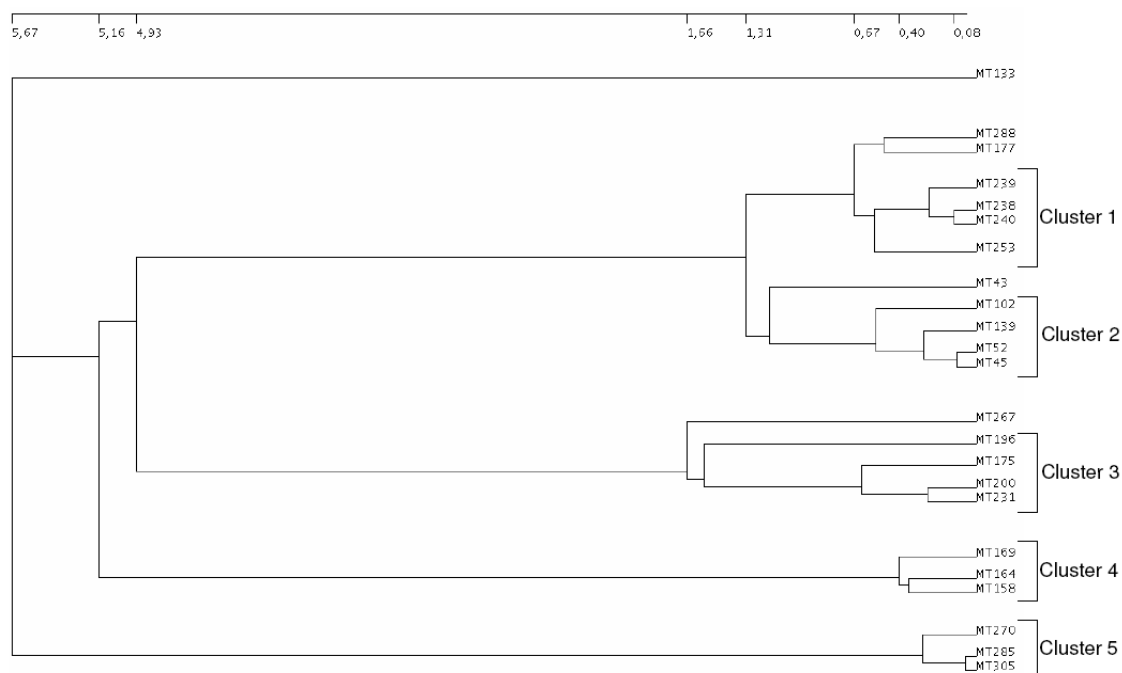 5,67 5,16 4,93 1,66 1,31 0,67 0,40 0,08
MT133
MT288
MT177
MT239
MT238
MT240
Cluster 1
MT253
MT43
MT102
MT139
Cluster 2
MT52
MT45
MT267
MT196
MT175
Cluster 3
MT200
MT231
MT169
Cluster 4
MT164
MT158
MT270
Cluster 5
MT285
MT305